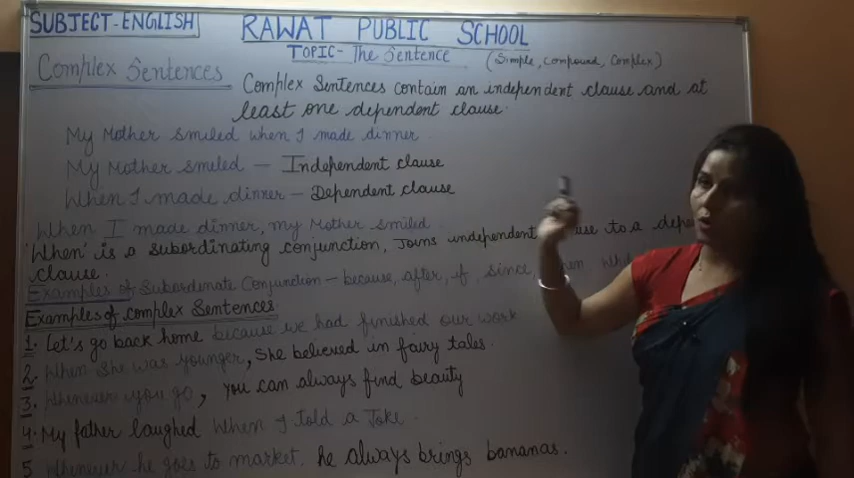 SUBJECT-ENGLISH
RAWAT PUBLIC SCHOOL
TOPIC- The Sentence
(Simple, compound, Complex)
Complex Sentences
Complex Sentences contain an independent clause and at
least one dependent clause.
My Mother smiled when I made dinner.
My Mother smiled — Independent clause
When I made dinner — Dependent clause
When I made dinner, my Mother smiled.
'When' is a subordinating conjunction, Joins independent to a
clause.
Examples of Subordenate Conjunction — because, after, if since,
Examples of complex Sentences
1. Let's go back home because we had finished our work
2. When she was younger, She believed in fairy tales.
3. Whenever you go, you can always find beauty
4. My father laughed When I told a Joke.
5 Whenever he goes to market. he always brings bananas.